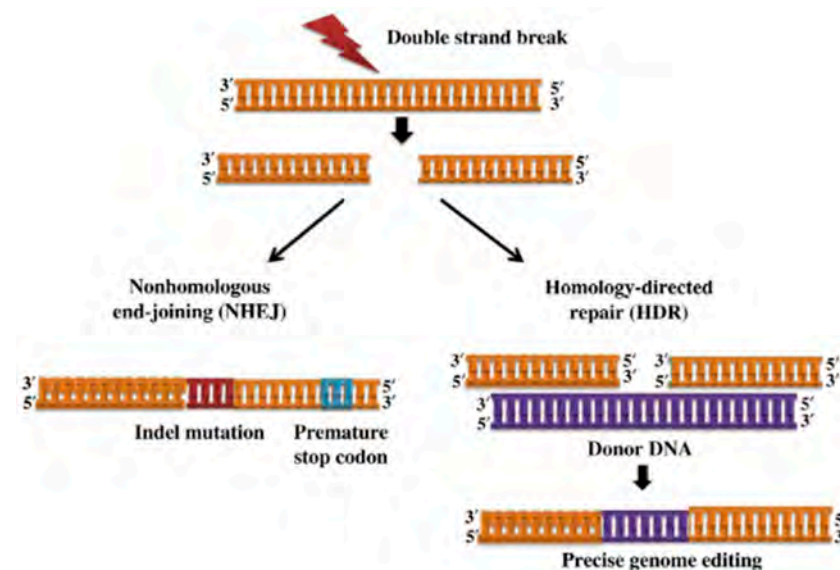 Double strand break
3′ 5′
5′ 3′
3′ 5′
5′ 3′
Nonhomologous
end-joining (NHEJ)
Homology-directed
repair (HDR)
3′ 5′ 3′ 5′
5′ 3′ 5′ 3′
3′ 5′
5′ 3′
Indel mutation
Premature
stop codon
3′ 5′
5′ 3′
Donor DNA
3′ 5′
5′ 3′
Precise genome editing